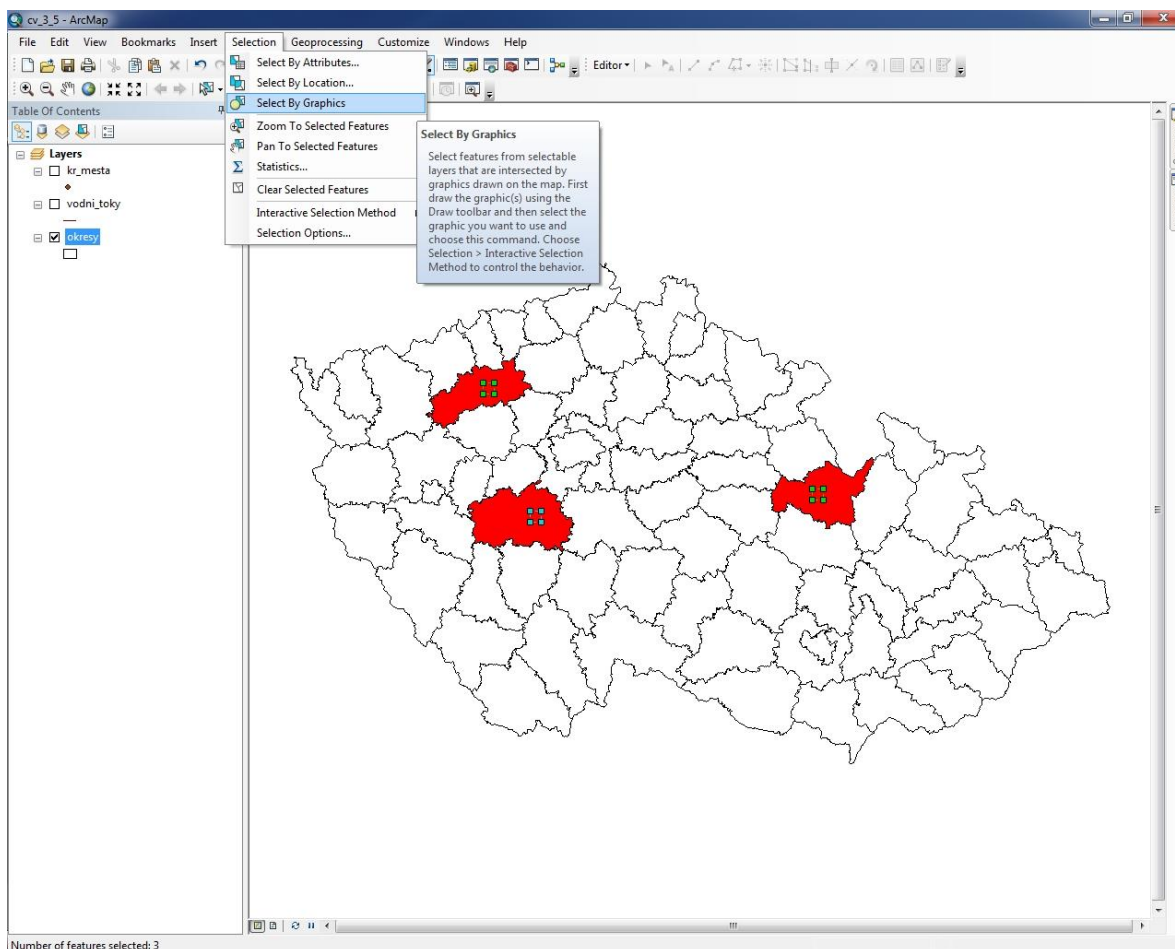 cv_3_5 - ArcMap
File Edit View Bookmarks Insert Selection Geoprocessing Customize Windows Help
Editor
Table Of Contents
Layers
kr_mesta
vodni_toky
okresy
Select By Attributes...
Select By Location...
Select By Graphics
Zoom To Selected Features
Pan To Selected Features
Statistics...
Clear Selected Features
Interactive Selection Method
Selection Options...
Select By Graphics
Select features from selectable
layers that are intersected by
graphics drawn on the map. First
draw the graphic(s) using the
Draw toolbar and then select the
graphic you want to use and
choose this command. Choose
Selection > Interactive Selection
Method to control the behavior.
Number of features selected: 3